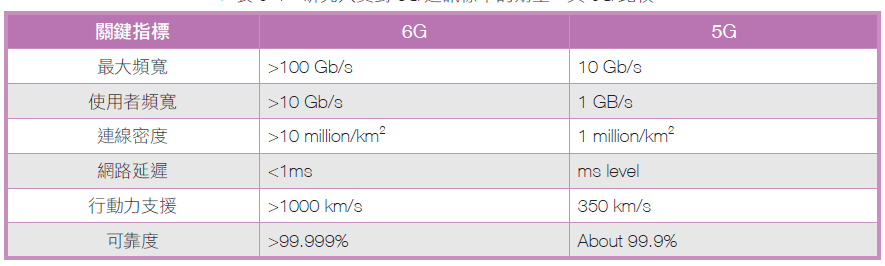 關鍵指標 6G 5G
最大頻寬 >100 Gb/s 10 Gb/s
使用者頻寬 >10 Gb/s 1 GB/s
連線密度 >10 million/km² 1 million/km²
網路延遲 <1ms ms level
行動力支援 >1000 km/s 350 km/s
可靠度 >99.999% About 99.9%